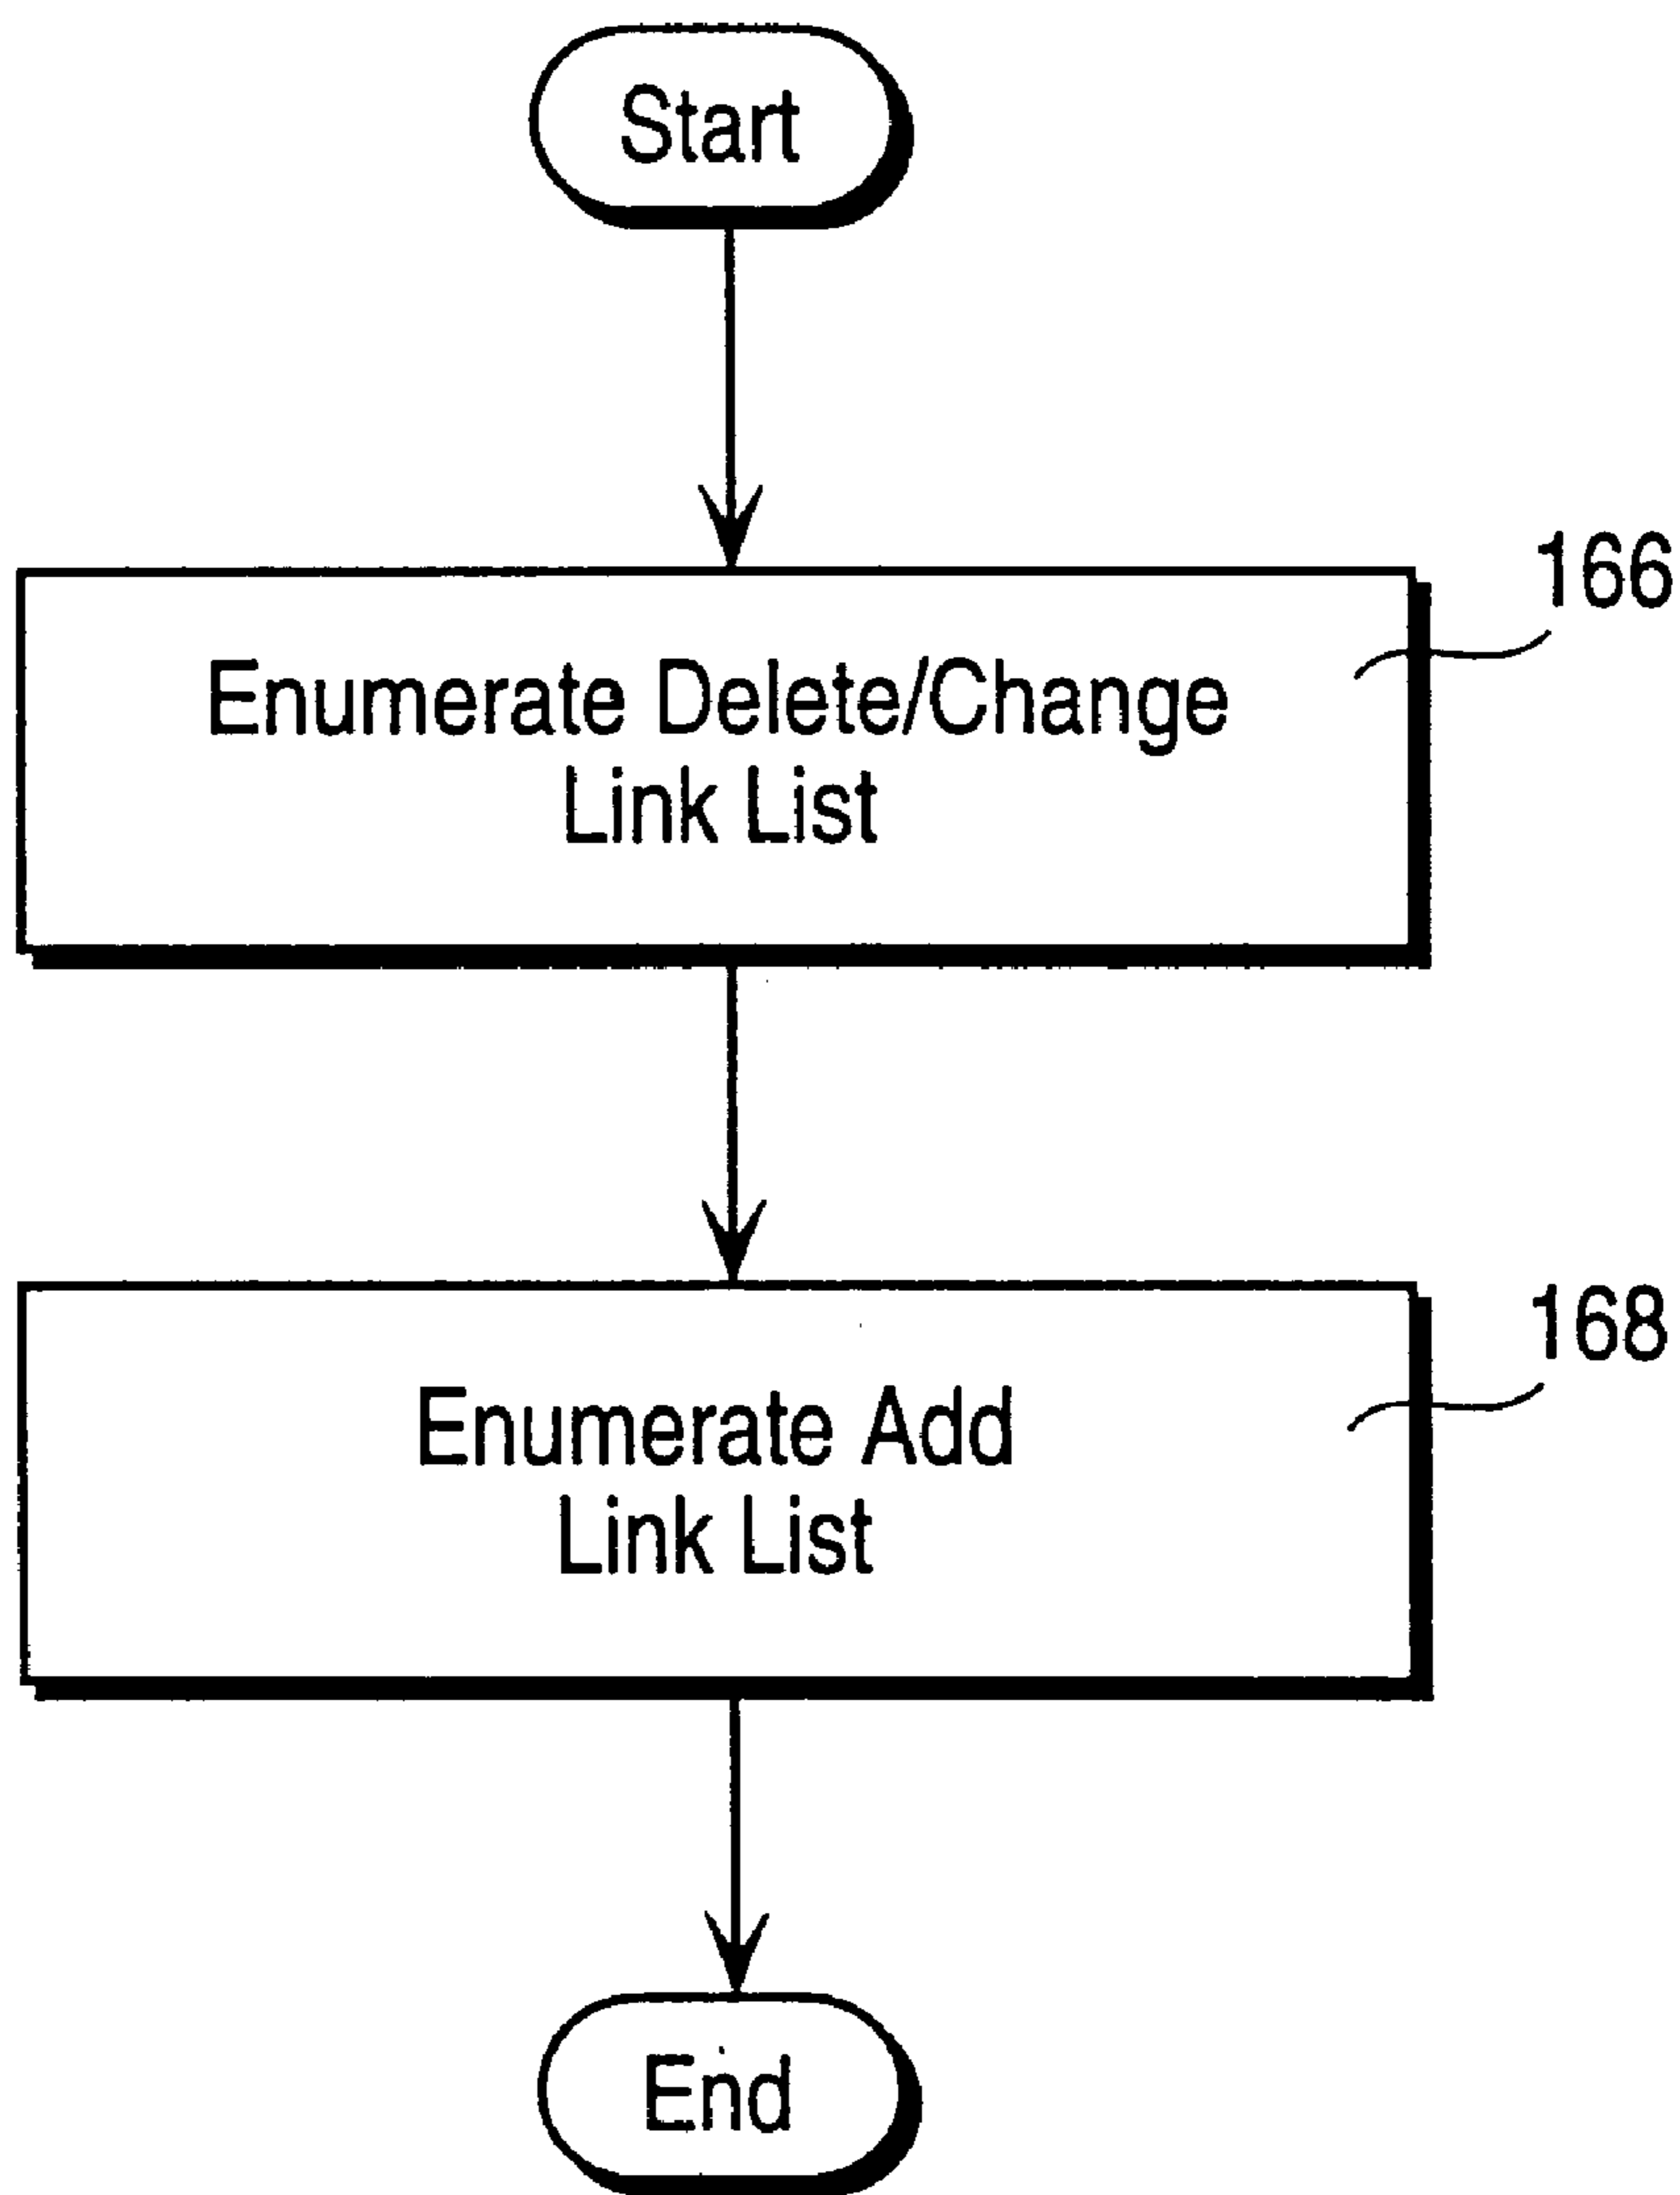 Start
166
Enumerate Delete/Change
Link List
168
Enumerate Add
Link List
End